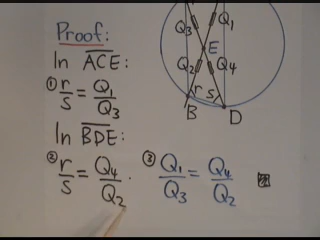 Proof:
In ACE:
① r/s = Q₁/Q₃
In BDE:
② r/s = Q₄/Q₂ .
③ Q₁/Q₃ = Q₄/Q₂
Q₃ Q₁
E
Q₂ Q₄
r s
B D